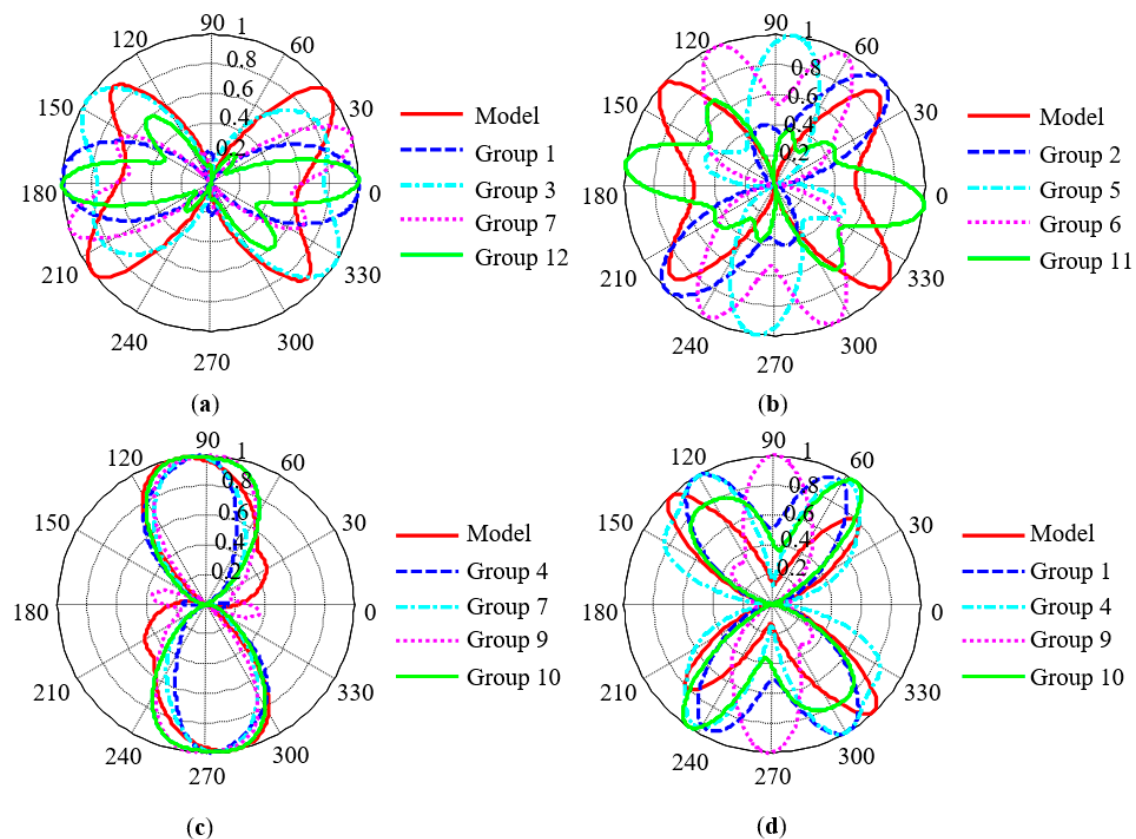 90
120
1
60
0.8
0.6
150
30
0.4
0.2
180
0
210
330
240
300
270
Model
Group 1
Group 3
Group 7
Group 12
(a)
90
120
1
60
0.8
0.6
150
30
0.4
0.2
180
0
210
330
240
300
270
Model
Group 2
Group 5
Group 6
Group 11
(b)
90
120
1
60
0.8
0.6
150
30
0.4
0.2
180
0
210
330
240
300
270
Model
Group 4
Group 7
Group 9
Group 10
(c)
90
120
1
60
0.8
0.6
150
30
0.4
0.2
180
0
210
330
240
300
270
Model
Group 1
Group 4
Group 9
Group 10
(d)